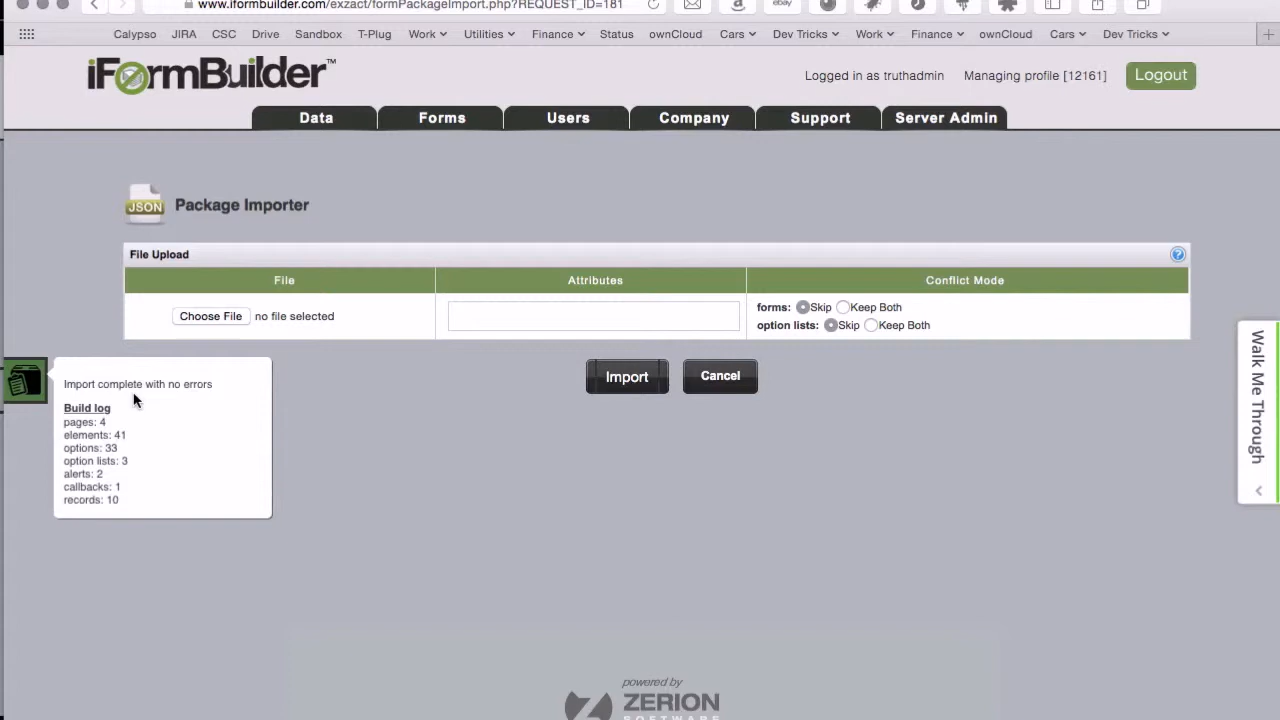 www.iformbuilder.com/exzact/formPackageImport.php?REQUEST_ID=181
Calypso JIRA CSC Drive Sandbox T-Plug Work Utilities Finance Status ownCloud Cars Dev Tricks Work Finance ownCloud Cars Dev Tricks
iFormBuilder™
Logged in as truthadmin Managing profile [12161] Logout
Data Forms Users Company Support Server Admin
JSON
Package Importer
File Upload
File Attributes Conflict Mode
Choose File no file selected
forms: Skip Keep Both
option lists: Skip Keep Both
Import Cancel
Import complete with no errors
Build log
pages: 4
elements: 41
options: 33
option lists: 3
alerts: 2
callbacks: 1
records: 10
Walk Me Through
powered by
ZERION
SOFTWARE